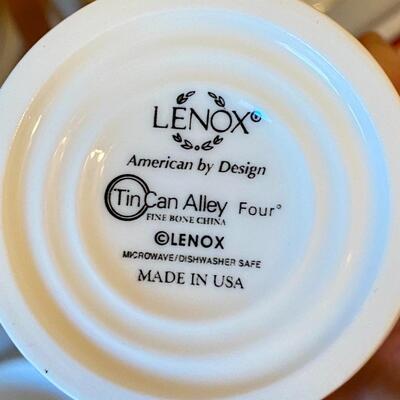 LENOX®
American by Design
Tin Can Alley Four°
FINE BONE CHINA
©LENOX
MICROWAVE/DISHWASHER SAFE
MADE IN USA